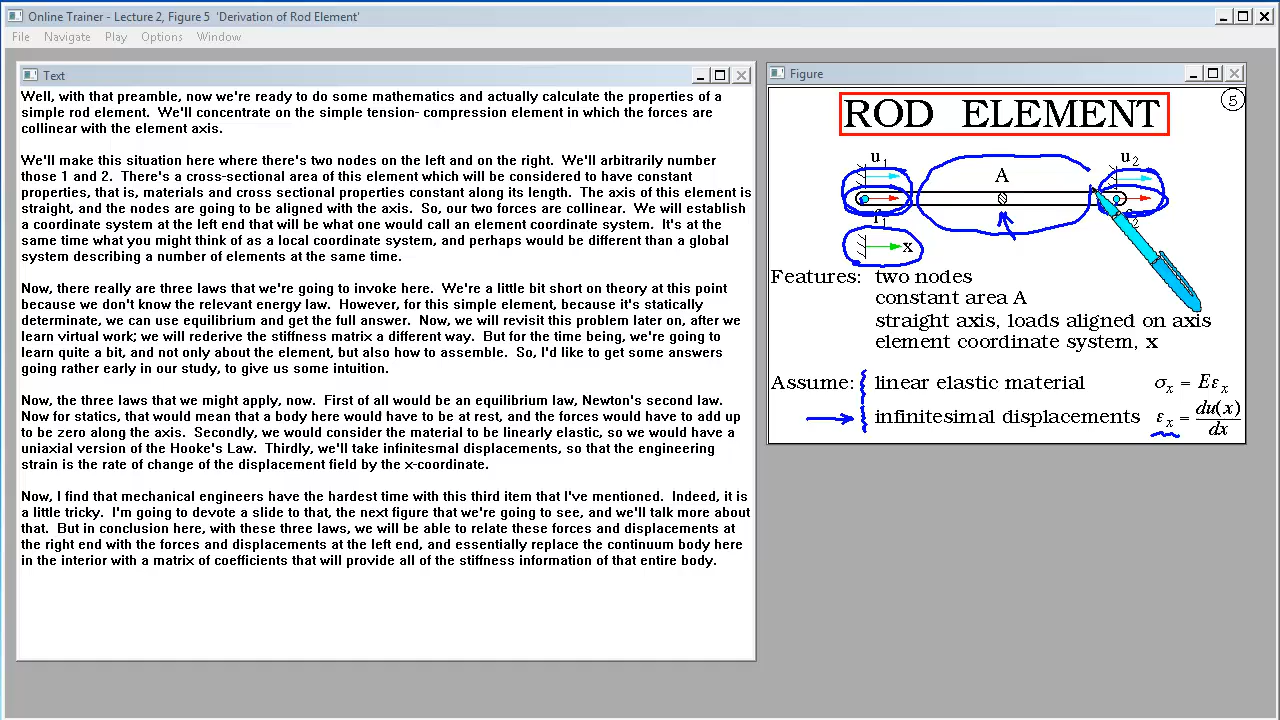 Online Trainer - Lecture 2, Figure 5 'Derivation of Rod Element'
File Navigate Play Options Window
Text
Well, with that preamble, now we're ready to do some mathematics and actually calculate the properties of a
simple rod element. We'll concentrate on the simple tension- compression element in which the forces are
collinear with the element axis.
We'll make this situation here where there's two nodes on the left and on the right. We'll arbitrarily number
those 1 and 2. There's a cross-sectional area of this element which will be considered to have constant
properties, that is, material and cross sectional properties constant along its length. The axis of this element is
straight, and the nodes are going to be aligned with the axis. So, our two forces are collinear. We will establish
a coordinate system at the left end that will be what one would call an element coordinate system. It's at the
same time what you might think of as a local coordinate system, and perhaps would be different than a global
system describing a number of elements at the same time.
Now, there really are three laws that we're going to invoke here. We're a little bit short on theory at this point
because we don't know the relevant energy law. However, for this simple element, because it's statically
determinate, we can use equilibrium and get the full answer. Now, we will revisit this problem later on, after we
learn virtual work; we will rederive the stiffness matrix a different way. But for the time being, we're going to
learn quite a bit, and not only about the element, but also how to assemble. So, I'd like to get some answers
going rather early in our study, to give us some intuition.
Now, the three laws that we might apply, now. First of all would be an equilibrium law, Newton's second law.
Now for statics, that would mean that a body here would have to be at rest, and the forces would have to add up
to be zero along the axis. Secondly, we would consider the material to be linearly elastic, so we would have a
uniaxial version of the Hooke's Law. Thirdly, we'll take infinitesmal displacements, so that the engineering
strain is the rate of change of the displacement field by the x-coordinate.
Now, I find that mechanical engineers have the hardest time with this third item that I've mentioned. Indeed, it is
a little tricky. I'm going to devote a slide to that, the next figure that we're going to see, and we'll talk more about
that. But in conclusion here, with these three laws, we will be able to relate these forces and displacements at
the right end with the forces and displacements at the left end, and essentially replace the continuum body here
in the interior with a matrix of coefficients that will provide all of the stiffness information of that entire body.
Figure
5
ROD ELEMENT
u1 A u2
f1
x
Features: two nodes
constant area A
straight axis, loads aligned on axis
element coordinate system, x
Assume: linear elastic material σx = Eεx
infinitesimal displacements εx = du(x)/dx